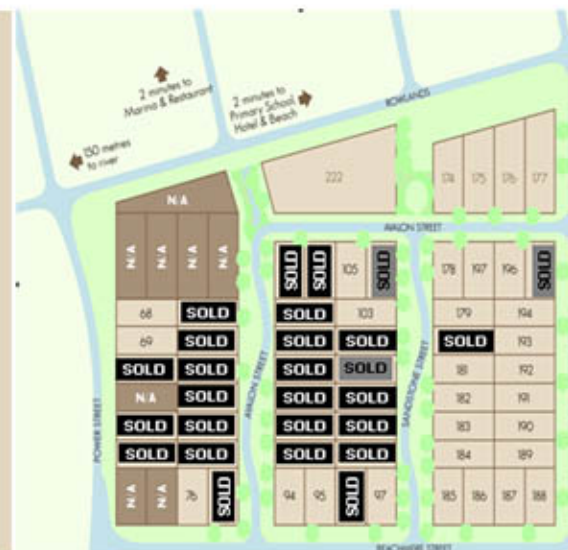 2 minutes to
Marina & Restaurant
2 minutes to
Primary School,
Hotel & Beach
150 metres
to river
ROWLANDS
N/A
222
174 175 176 177
AVALON STREET
N/A N/A N/A N/A
SOLD SOLD 105 SOLD
178 197 196 SOLD
68 SOLD
SOLD 103
179 194
69 SOLD
SOLD SOLD
SOLD 193
SOLD SOLD
SOLD SOLD
181 192
N/A SOLD
SOLD SOLD
182 191
SOLD SOLD
SOLD SOLD
183 190
SOLD SOLD
SOLD SOLD
184 189
N/A N/A 76 SOLD
94 95 SOLD 97
185 186 187 188
POWER STREET
AVALON STREET
SANDSTONE STREET
BEACHMERE STREET